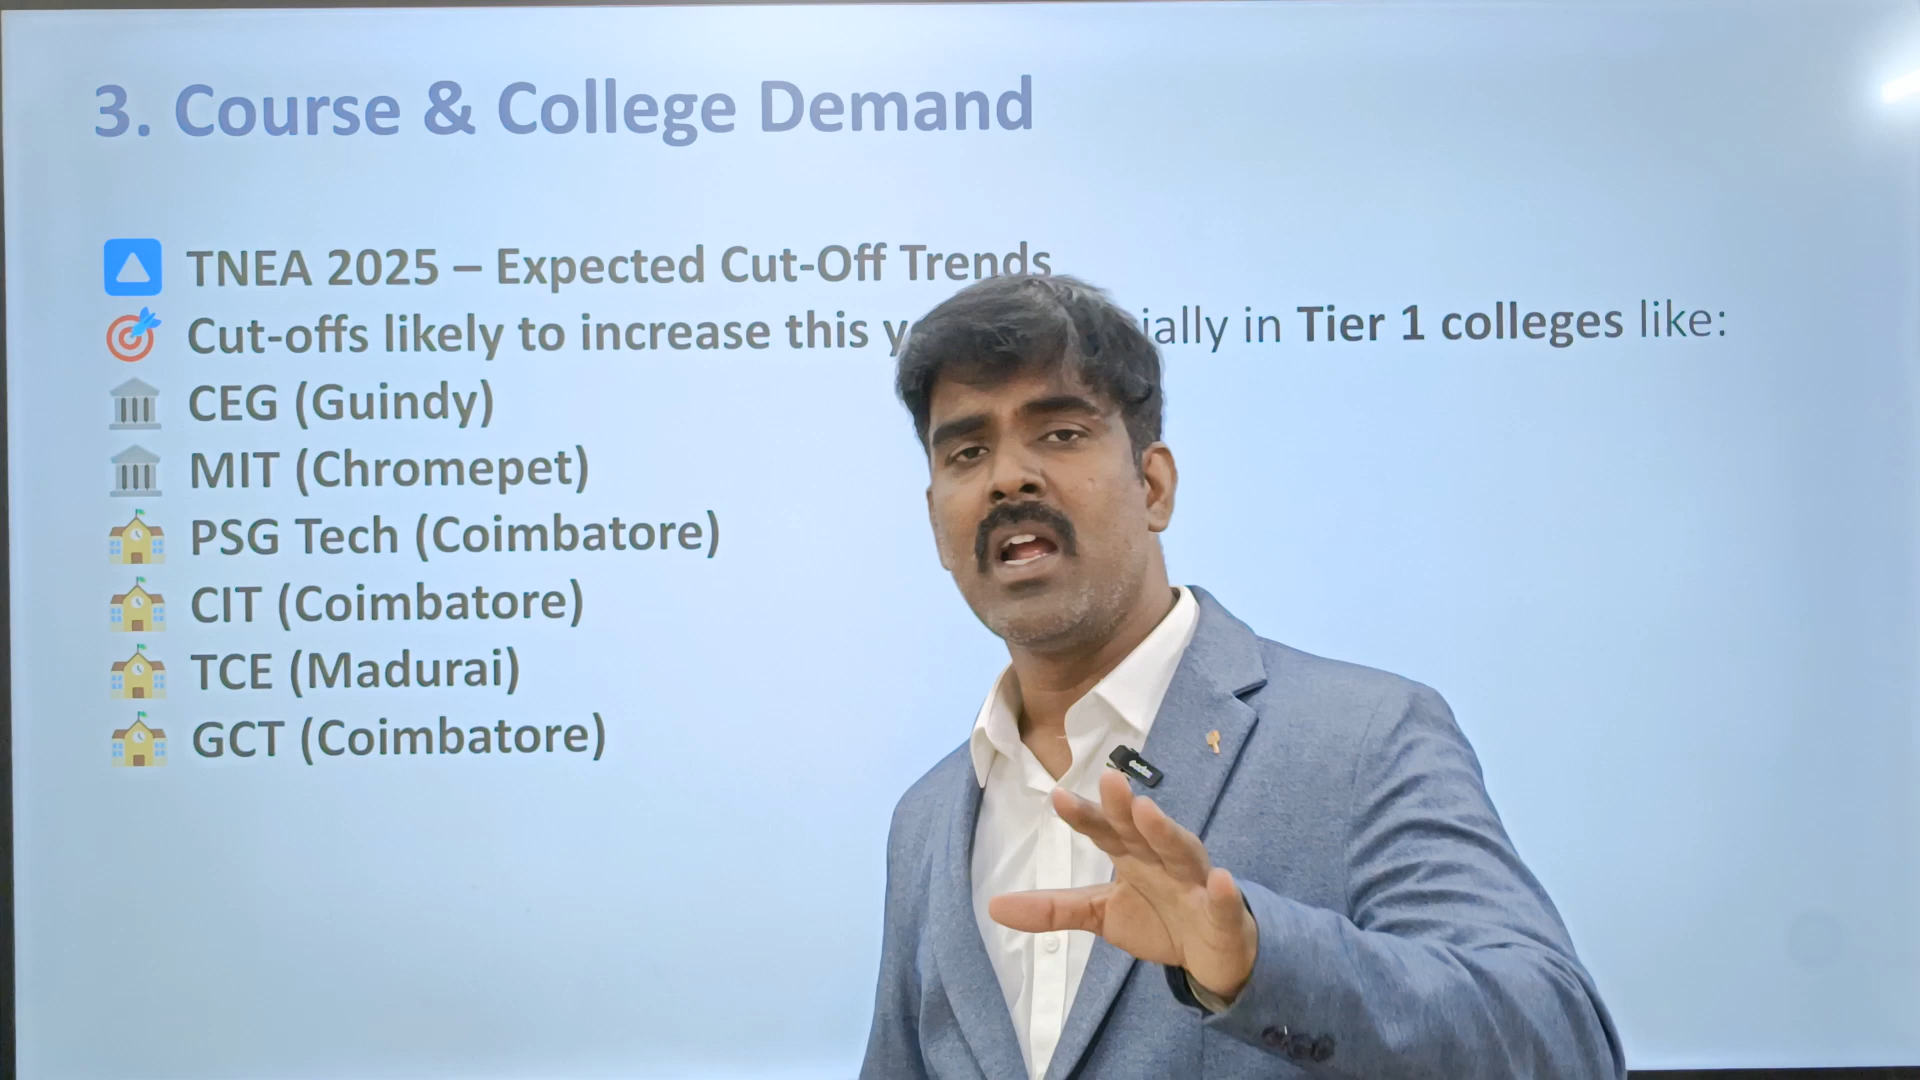 3. Course & College Demand
TNEA 2025 – Expected Cut-Off Trends
Cut-offs likely to increase this in Tier 1 colleges like:
CEG (Guindy)
MIT (Chromepet)
PSG Tech (Coimbatore)
CIT (Coimbatore)
TCE (Madurai)
GCT (Coimbatore)